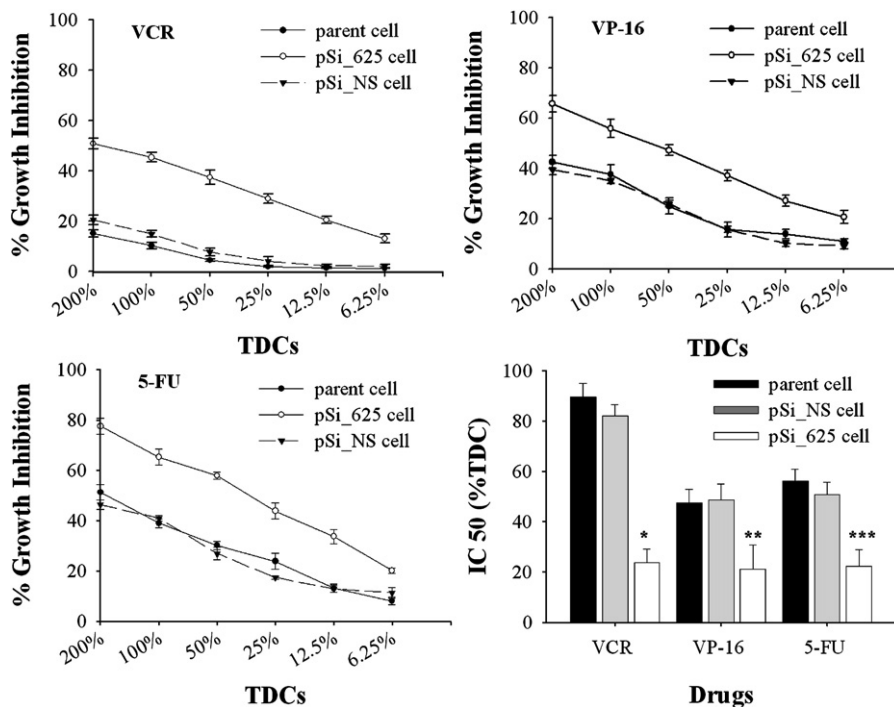 VCR
parent cell
pSi_625 cell
pSi_NS cell
% Growth Inhibition
100
80
60
40
20
0
200%
100%
50%
25%
12.5%
6.25%
TDCs
VP-16
parent cell
pSi_625 cell
pSi_NS cell
% Growth Inhibition
100
80
60
40
20
0
200%
100%
50%
25%
12.5%
6.25%
TDCs
5-FU
parent cell
pSi_625 cell
pSi_NS cell
% Growth Inhibition
100
80
60
40
20
0
200%
100%
50%
25%
12.5%
6.25%
TDCs
parent cell
pSi_NS cell
pSi_625 cell
IC 50 (%TDC)
100
80
60
40
20
0
*
**
***
VCR
VP-16
5-FU
Drugs